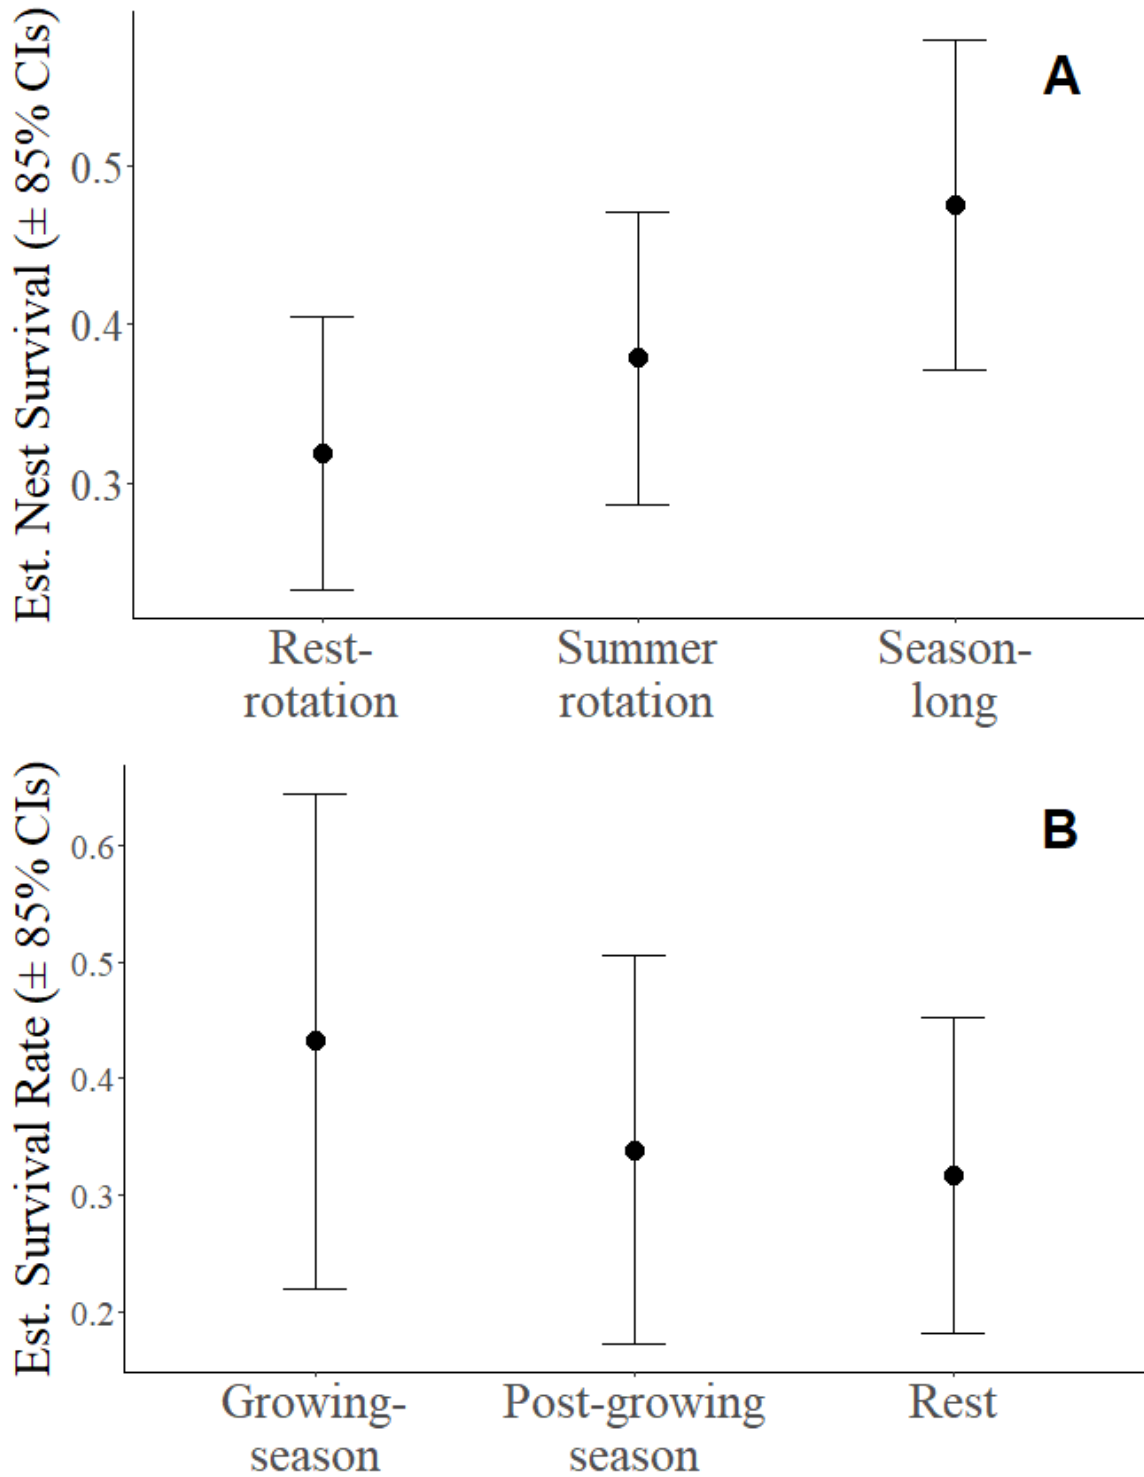 Est. Nest Survival (± 85% CIs)
A
0.5
0.4
0.3
Rest-
rotation
Summer
rotation
Season-
long
Est. Survival Rate (± 85% CIs)
B
0.6
0.5
0.4
0.3
0.2
Growing-
season
Post-growing
season
Rest